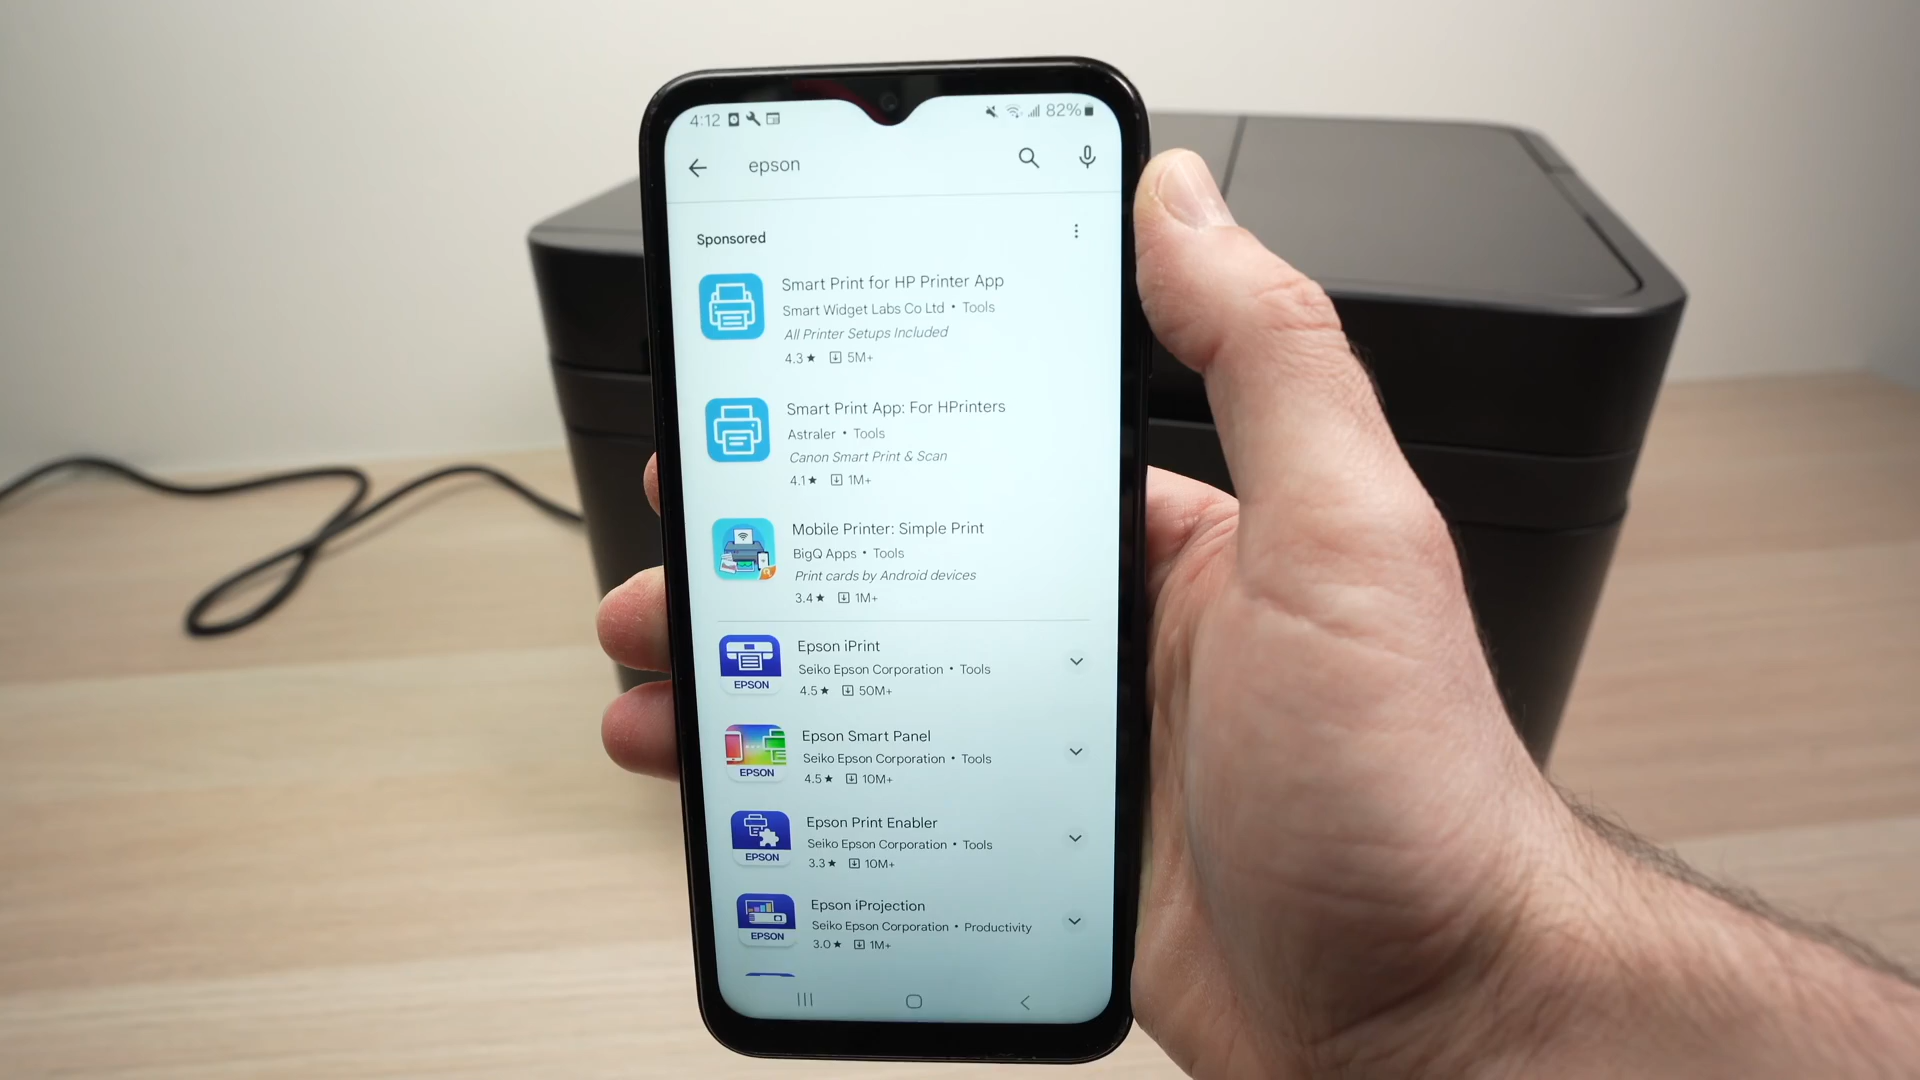 4:12 82%
epson
Sponsored
Smart Print for HP Printer App
Smart Widget Labs Co Ltd • Tools
All Printer Setups Included
4.3★ 5M+
Smart Print App: For HPrinters
Astraler • Tools
Canon Smart Print & Scan
4.1★ 1M+
Mobile Printer: Simple Print
BigQ Apps • Tools
Print cards by Android devices
3.4★ 1M+
Epson iPrint
Seiko Epson Corporation • Tools
EPSON
4.5★ 50M+
Epson Smart Panel
Seiko Epson Corporation • Tools
EPSON
4.5★ 10M+
Epson Print Enabler
Seiko Epson Corporation • Tools
EPSON
3.3★ 10M+
Epson iProjection
Seiko Epson Corporation • Productivity
EPSON
3.0★ 1M+